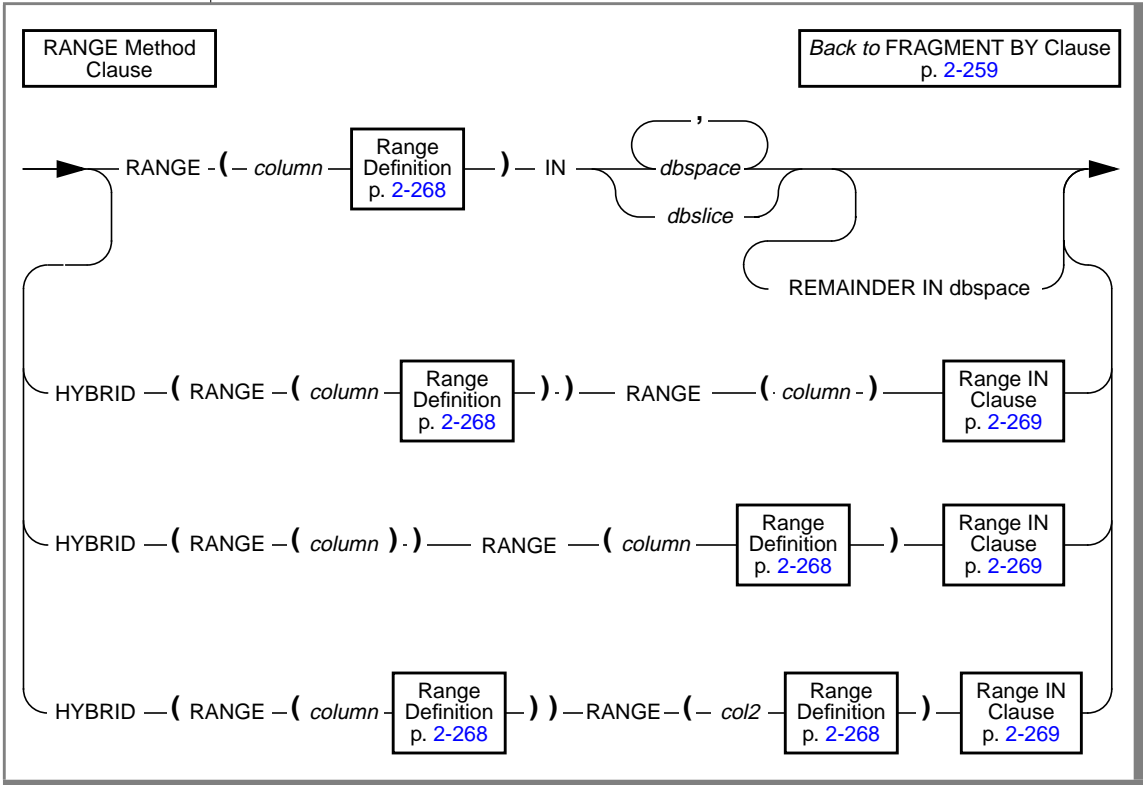 RANGE Method
Clause
Back to FRAGMENT BY Clause
p. 2-259
,
RANGE ( column Range Definition p. 2-268 ) IN dbspace
dbslice
REMAINDER IN dbspace
HYBRID ( RANGE ( column Range Definition p. 2-268 ) ) RANGE ( column ) Range IN Clause p. 2-269
HYBRID ( RANGE ( column ) ) RANGE ( column Range Definition p. 2-268 ) Range IN Clause p. 2-269
HYBRID ( RANGE ( column Range Definition p. 2-268 ) ) RANGE ( col2 Range Definition p. 2-268 ) Range IN Clause p. 2-269